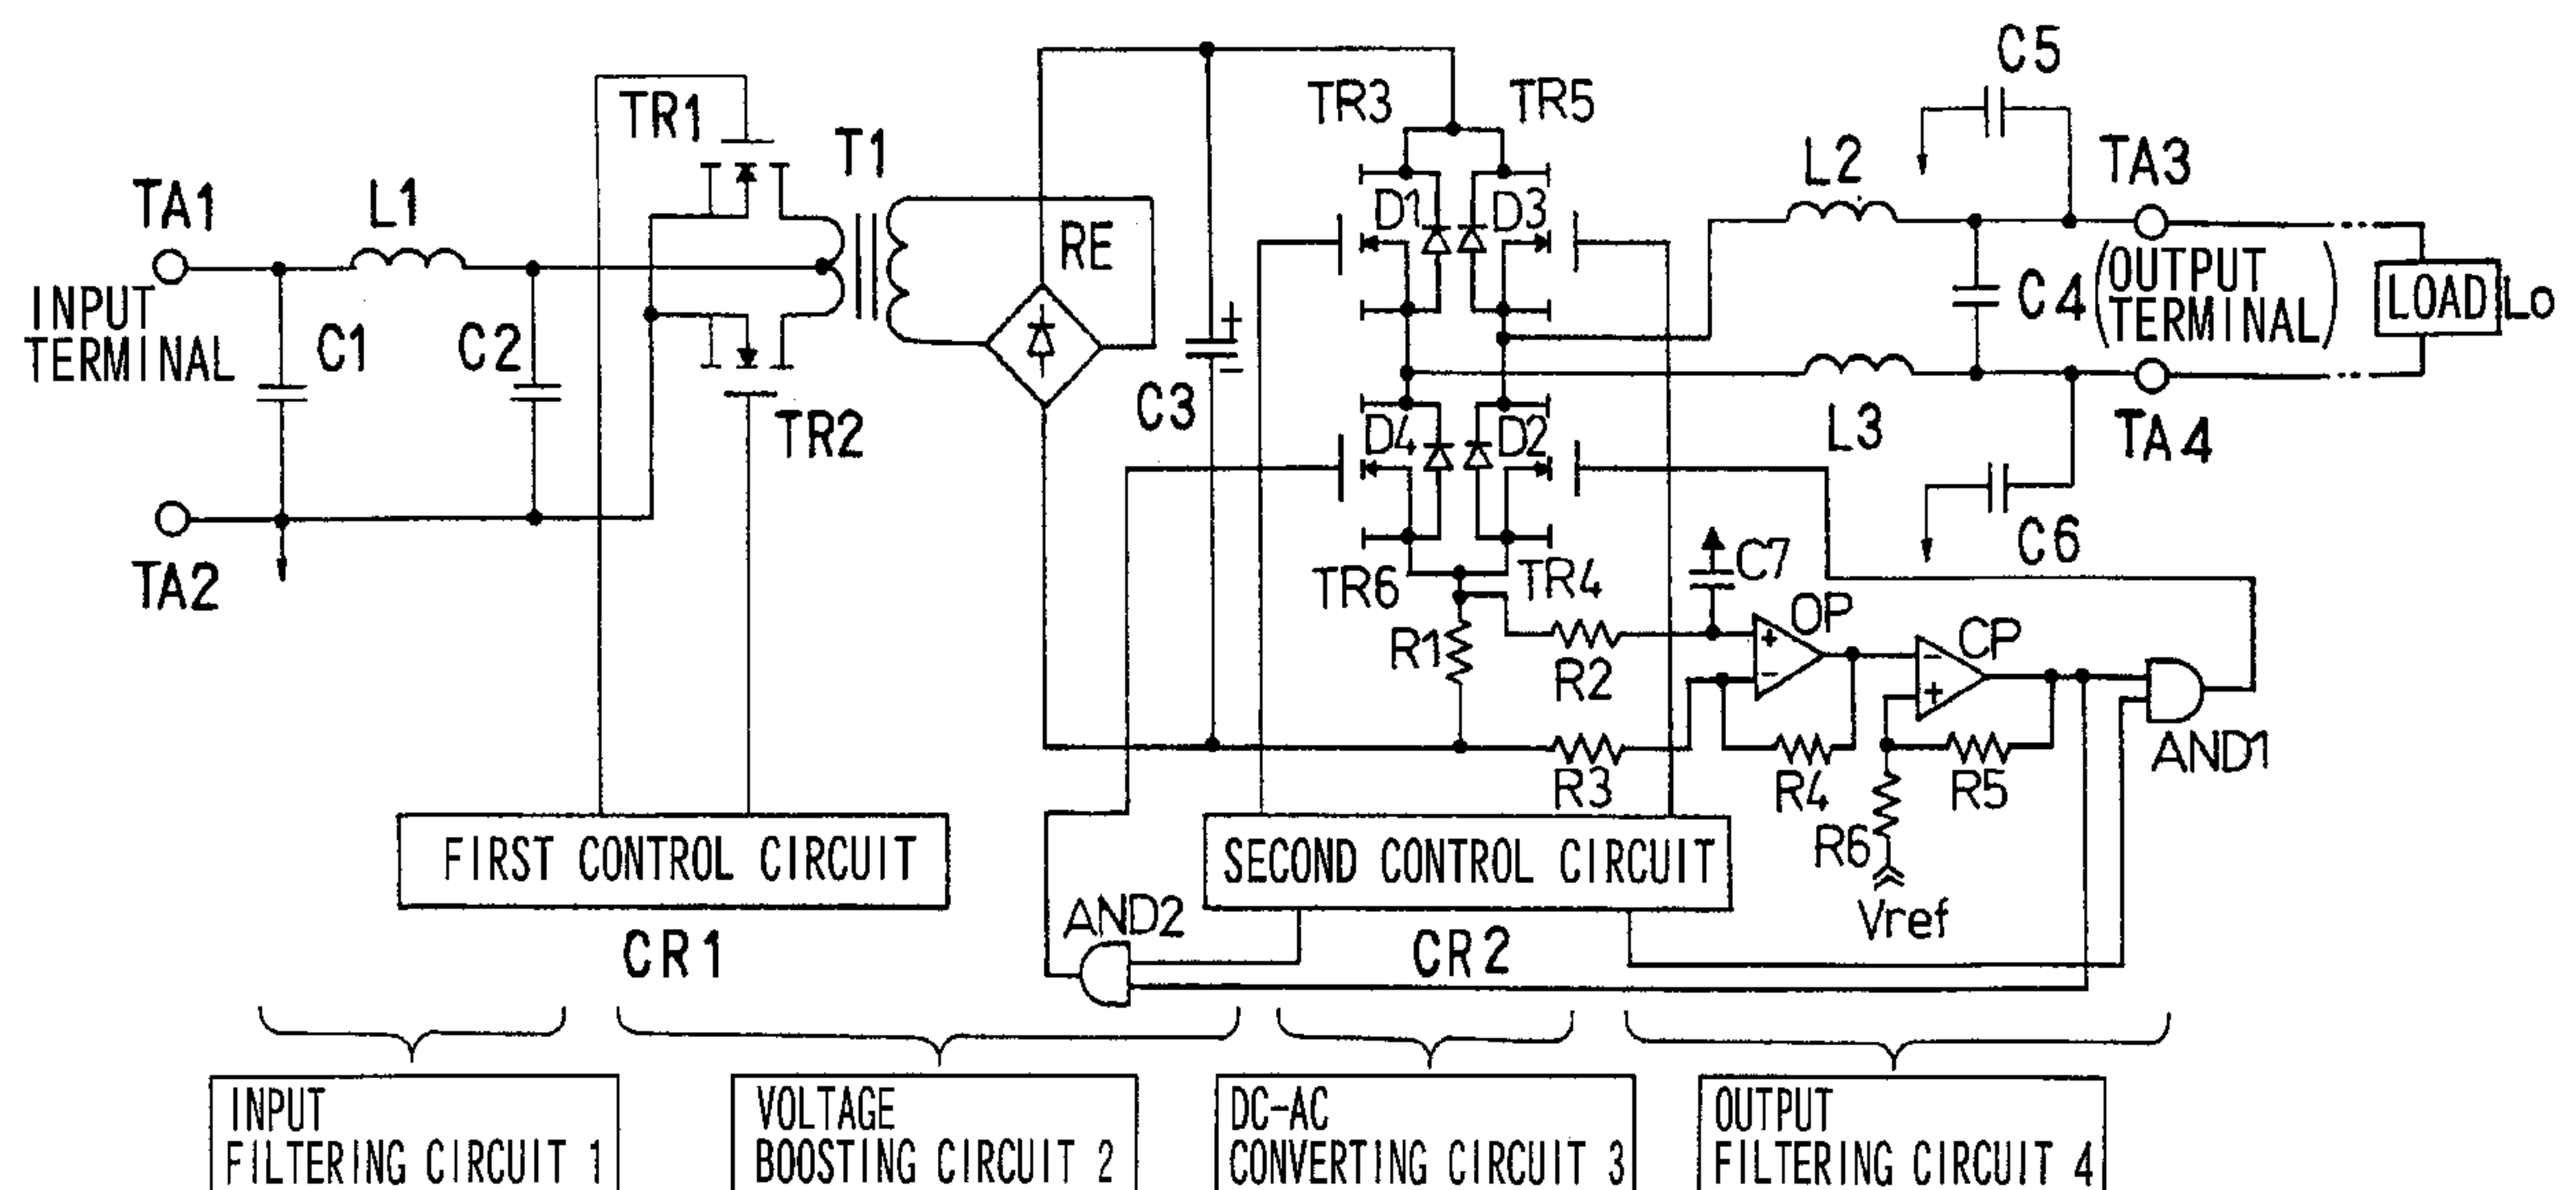 C5
TR3
TR5
TR1
T1
L2
TA3
TA1
L1
D1
D3
RE
(OUTPUT
TERMINAL)
C4
LOAD
Lo
INPUT
TERMINAL
C1
C2
C3
+
−
TR2
D4
D2
L3
TA4
TA2
C6
C7
TR6
TR4
OP
CP
R1
R2
+
−
−
+
R3
R4
R5
R6
AND1
FIRST CONTROL CIRCUIT
SECOND CONTROL CIRCUIT
Vref
AND2
CR1
CR2
INPUT
FILTERING CIRCUIT 1
VOLTAGE
BOOSTING CIRCUIT 2
DC-AC
CONVERTING CIRCUIT 3
OUTPUT
FILTERING CIRCUIT 4